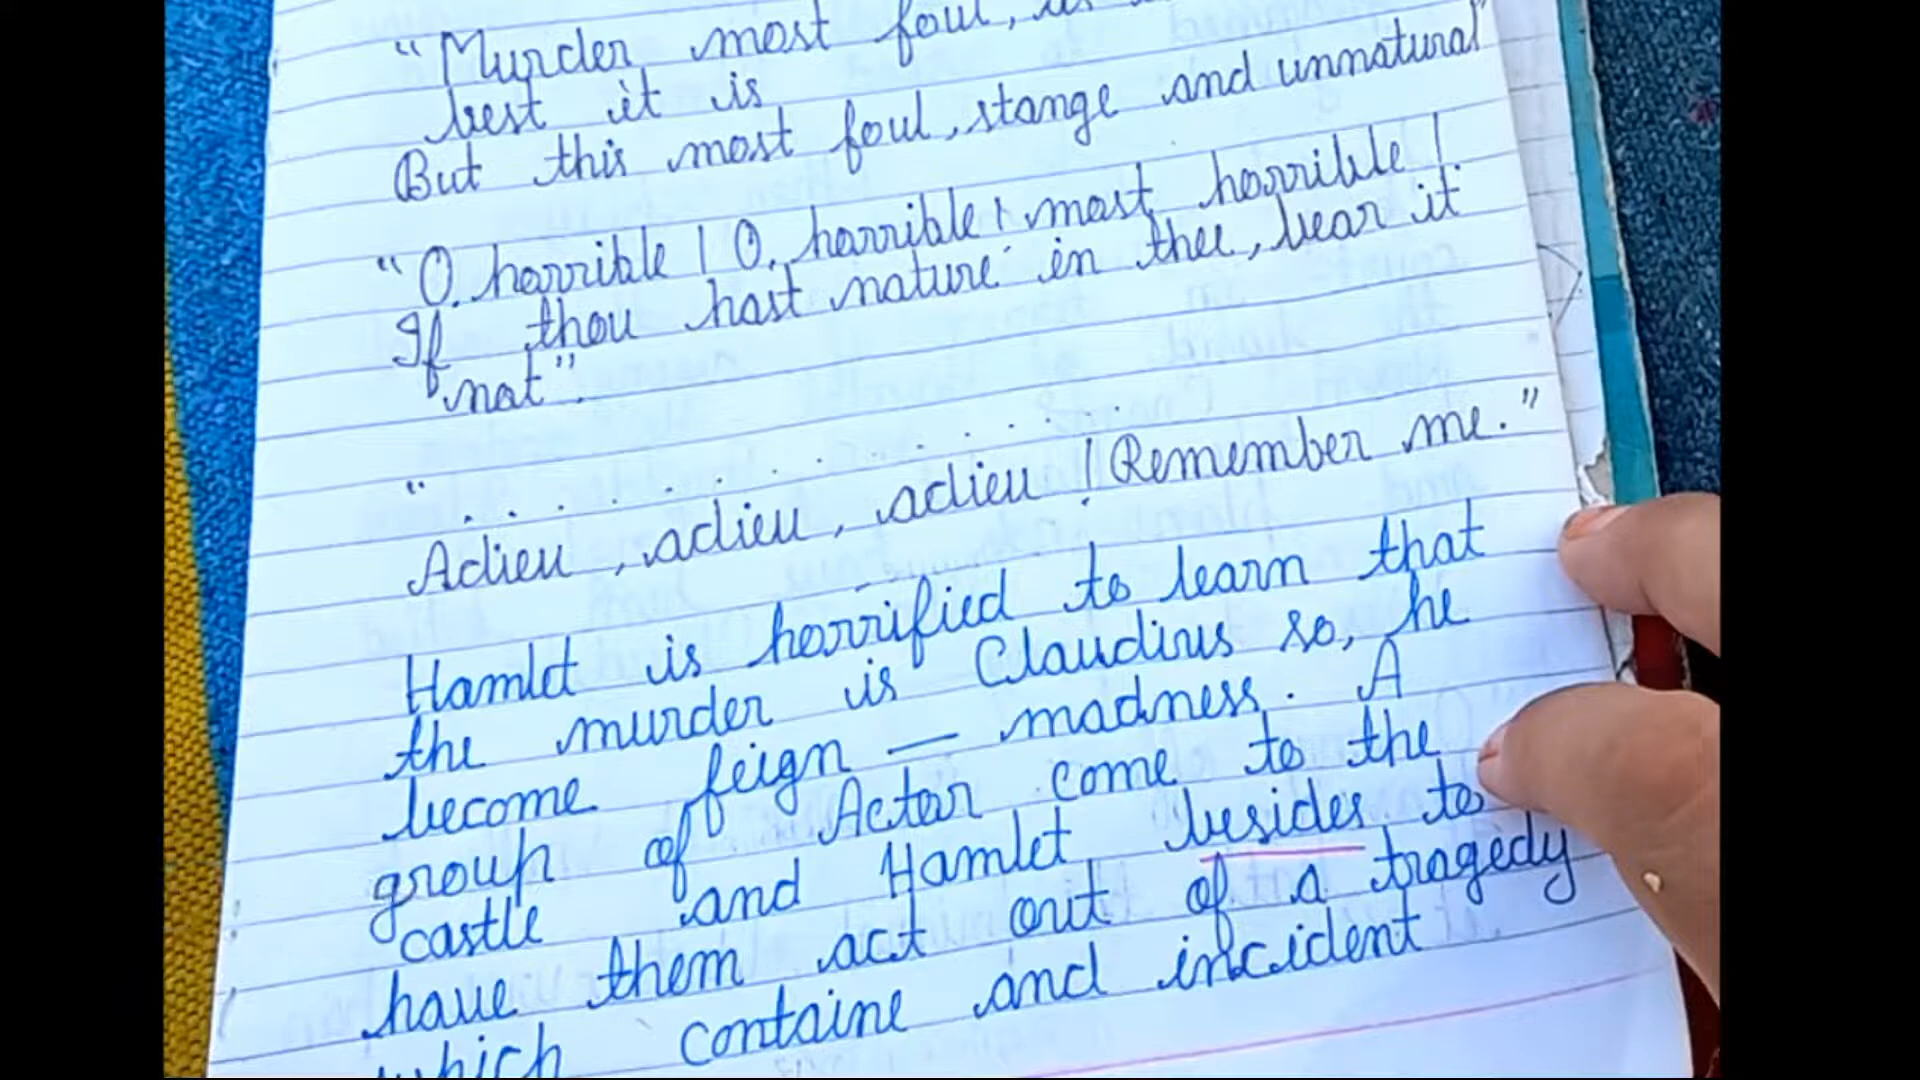 "Murder most foul,
best it is
But this most foul, stange and unnatural"
"O, horrible! O, horrible! most horrible!
If thou hast nature in thee, bear it
not".
". . . . . . . . . .
Adieu, adieu, adieu! Remember me."
Hamlet is horrified to learn that
the murder is Claudius so, he
become feign — madness. A
group of Actor come to the
castle and Hamlet besides to
have them act out of a tragedy
which containe and incident